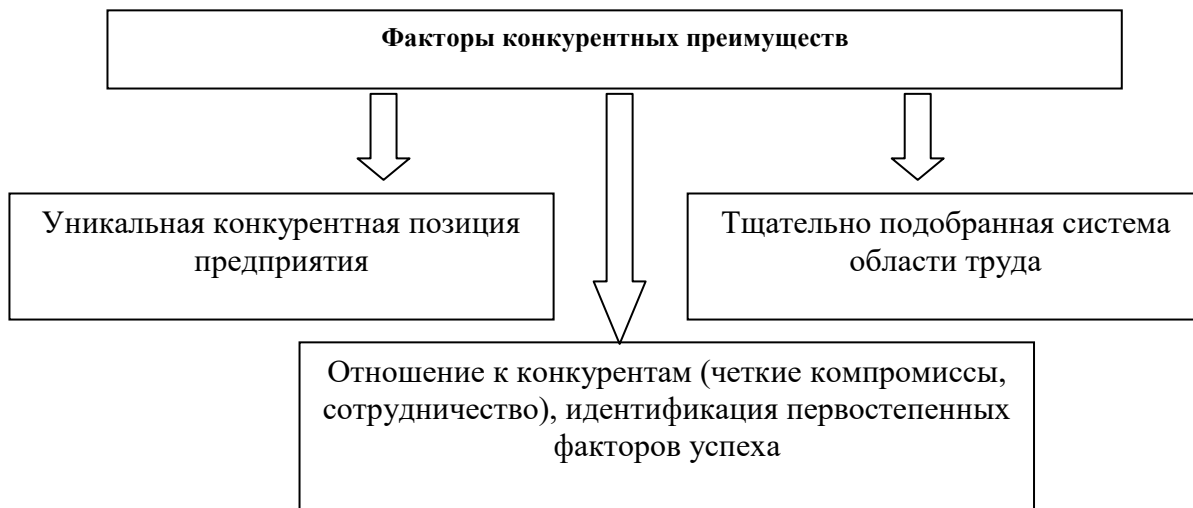 Факторы конкурентных преимуществ
Уникальная конкурентная позиция
предприятия
Тщательно подобранная система
области труда
Отношение к конкурентам (четкие компромиссы,
сотрудничество), идентификация первостепенных
факторов успеха